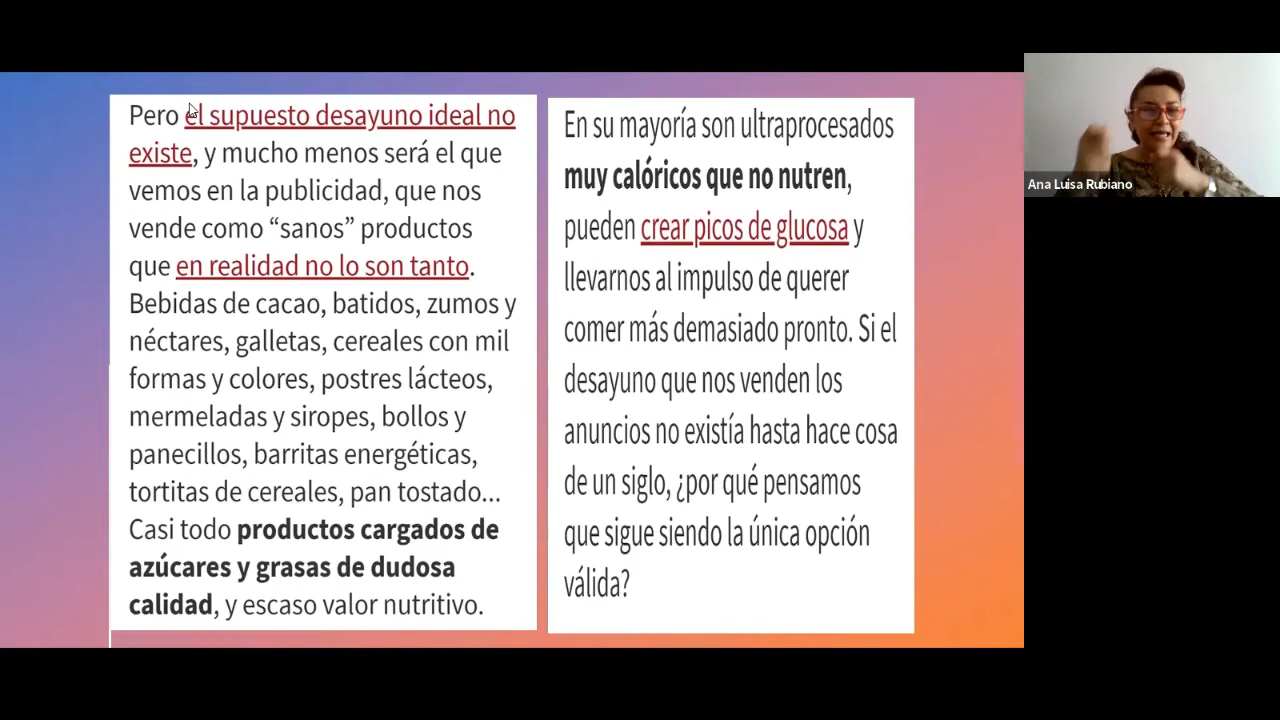 Pero el supuesto desayuno ideal no
existe, y mucho menos será el que
vemos en la publicidad, que nos
vende como “sanos” productos
que en realidad no lo son tanto.
Bebidas de cacao, batidos, zumos y
néctares, galletas, cereales con mil
formas y colores, postres lácteos,
mermeladas y siropes, bollos y
panecillos, barritas energéticas,
tortitas de cereales, pan tostado...
Casi todo productos cargados de
azúcares y grasas de dudosa
calidad, y escaso valor nutritivo.
En su mayoría son ultraprocesados
muy calóricos que no nutren,
pueden crear picos de glucosa y
llevarnos al impulso de querer
comer más demasiado pronto. Si el
desayuno que nos venden los
anuncios no existía hasta hace cosa
de un siglo, ¿por qué pensamos
que sigue siendo la única opción
válida?
Ana Luisa Rubiano